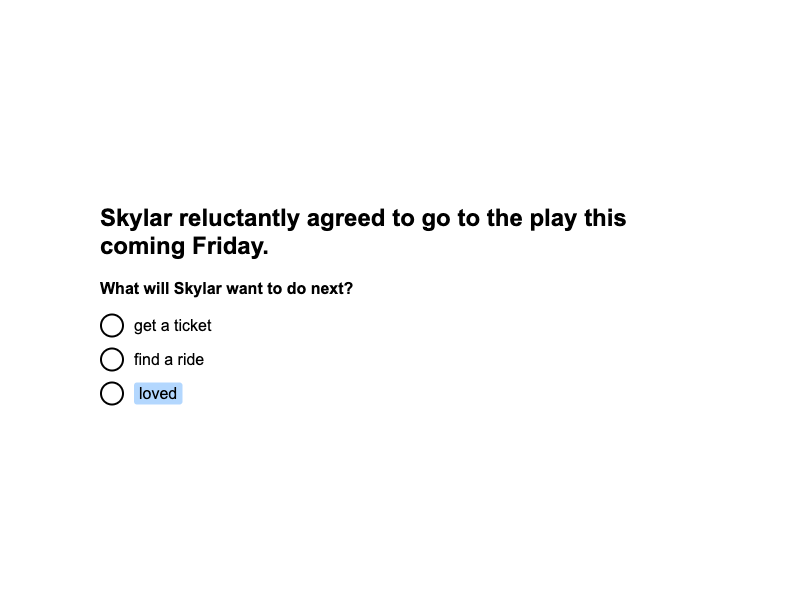 Skylar reluctantly agreed to go to the play this
coming Friday.
What will Skylar want to do next?
get a ticket
find a ride
loved